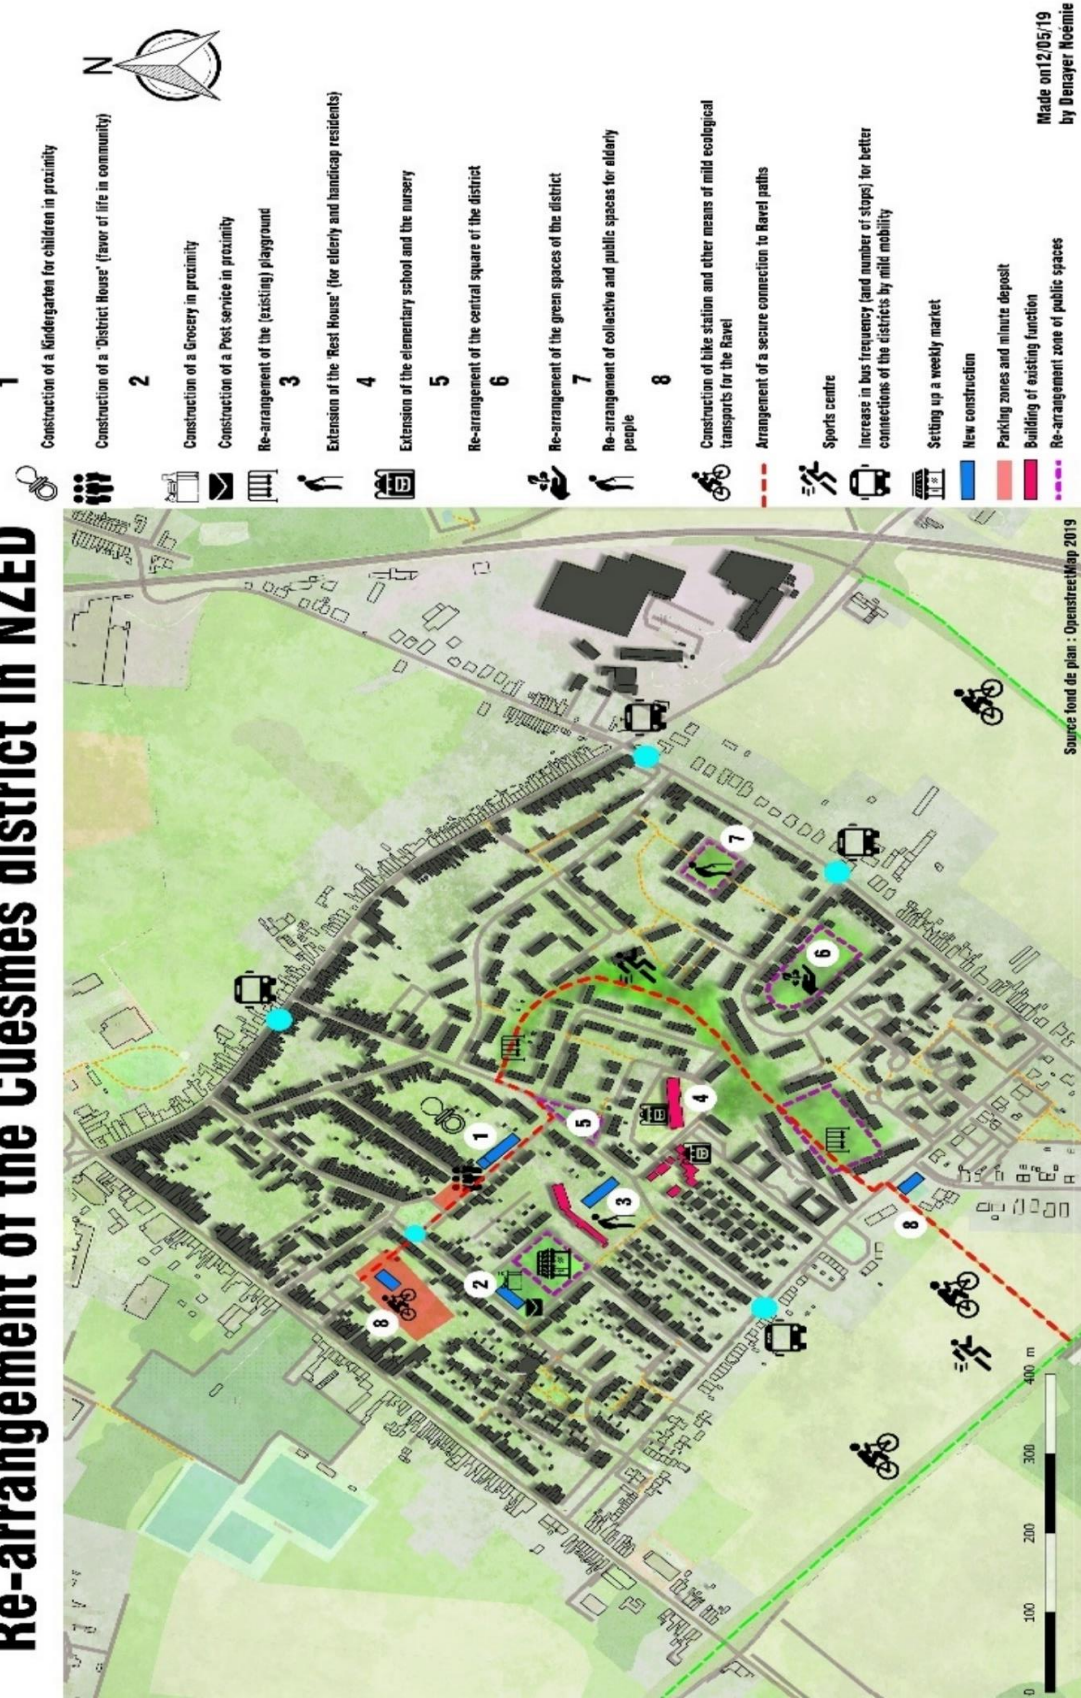 Re-arrangement of the Cuesmes district in NZED
N
1
Construction of a Kindergarten for children in proximity
Construction of a 'District House' (favor of life in community)
2
Construction of a Grocery in proximity
Construction of a Post service in proximity
Re-arrangement of the (existing) playground
3
Extension of the 'Rest House' (for elderly and handicap residents)
4
Extension of the elementary school and the nursery
5
Re-arrangement of the central square of the district
6
Re-arrangement of the green spaces of the district
7
Re-arrangement of collective and public spaces for elderly
people
8
Construction of bike station and other means of mild ecological
transports for the Ravel
Arrangement of a secure connection to Ravel paths
Sports centre
Increase in bus frequency (and number of stops) for better
connections of the districts by mild mobility
Setting up a weekly market
New construction
Parking zones and minute deposit
Building of existing function
Re-arrangement zone of public spaces
Made on12/05/19
by Denayer Noémie
8
2
1
3
5
4
7
6
8
0 100 200 300 400 m
Source fond de plan : OpenstreetMap 2019